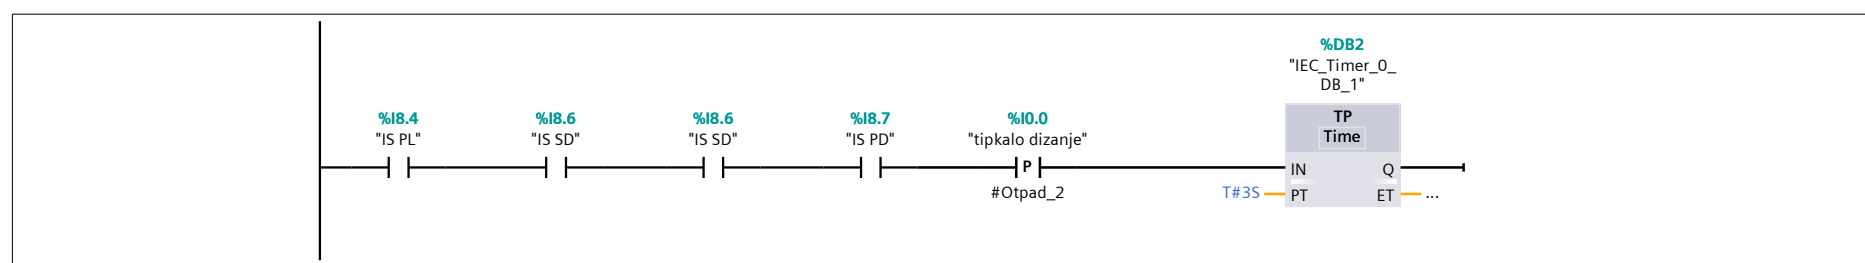 %DB2
"IEC_Timer_0_
DB_1"
%I8.4
"IS PL"
%I8.6
"IS SD"
%I8.6
"IS SD"
%I8.7
"IS PD"
%I0.0
"tipkalo dizanje"
P
#Otpad_2
TP
Time
IN
Q
T#3S
PT
ET
...